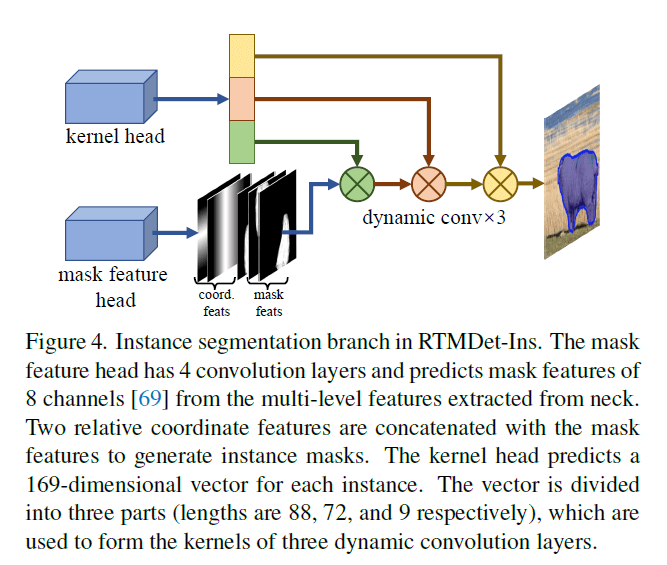 kernel head
mask feature
head
coord.
feats
mask
feats
dynamic conv×3
Figure 4. Instance segmentation branch in RTMDet-Ins. The mask
feature head has 4 convolution layers and predicts mask features of
8 channels [69] from the multi-level features extracted from neck.
Two relative coordinate features are concatenated with the mask
features to generate instance masks. The kernel head predicts a
169-dimensional vector for each instance. The vector is divided
into three parts (lengths are 88, 72, and 9 respectively), which are
used to form the kernels of three dynamic convolution layers.